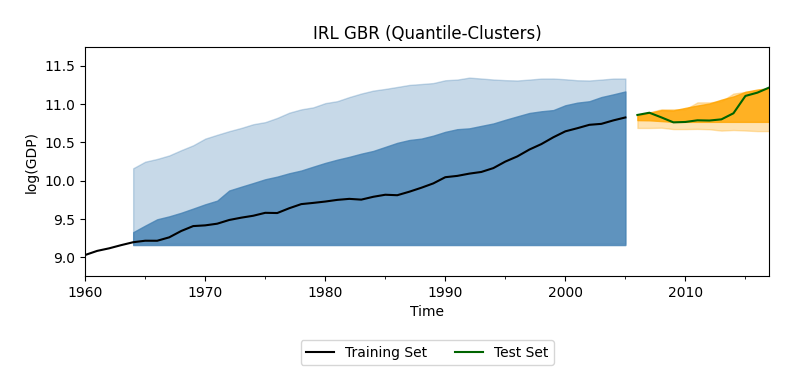 IRL GBR (Quantile-Clusters)
11.5
11.0
10.5
10.0
9.5
9.0
log(GDP)
1960 1970 1980 1990 2000 2010
Time
Training Set Test Set